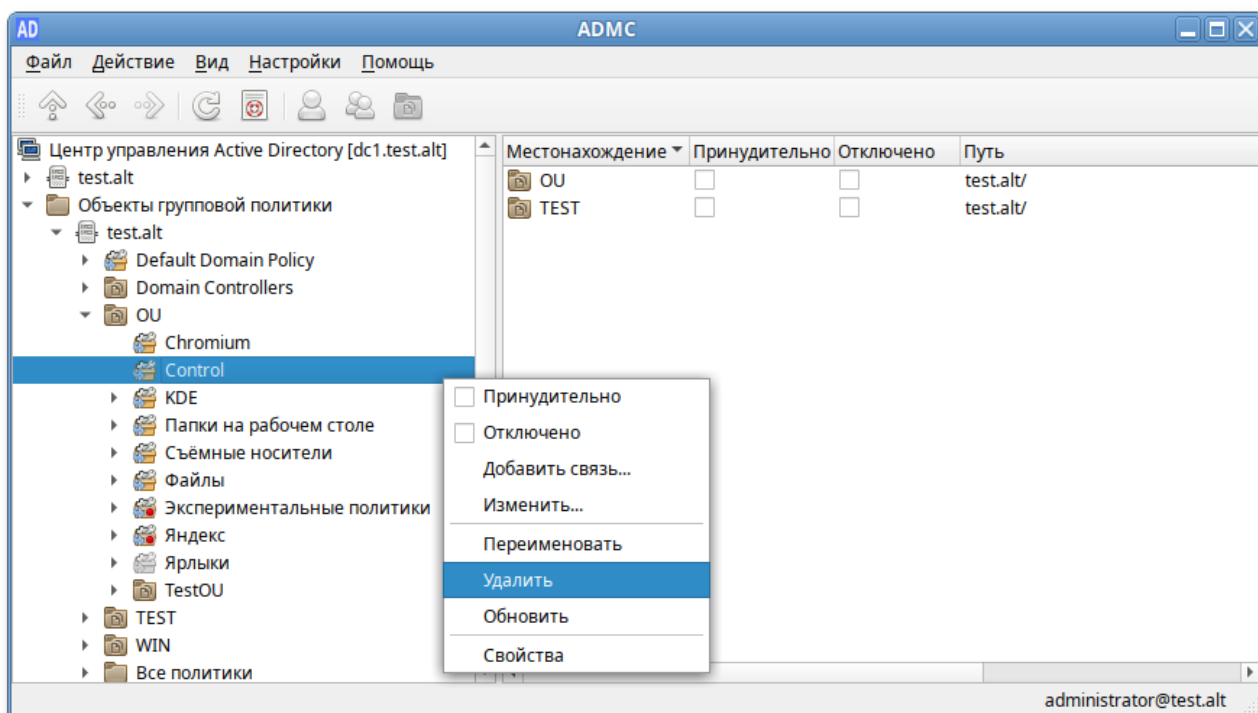 AD ADMC
Файл Действие Вид Настройки Помощь
Центр управления Active Directory [dc1.test.alt]
test.alt
Объекты групповой политики
test.alt
Default Domain Policy
Domain Controllers
OU
Chromium
Control
KDE
Папки на рабочем столе
Съёмные носители
Файлы
Экспериментальные политики
Яндекс
Ярлыки
TestOU
TEST
WIN
Все политики
Местонахождение Принудительно Отключено Путь
OU test.alt/
TEST test.alt/
Принудительно
Отключено
Добавить связь...
Изменить...
Переименовать
Удалить
Обновить
Свойства
administrator@test.alt